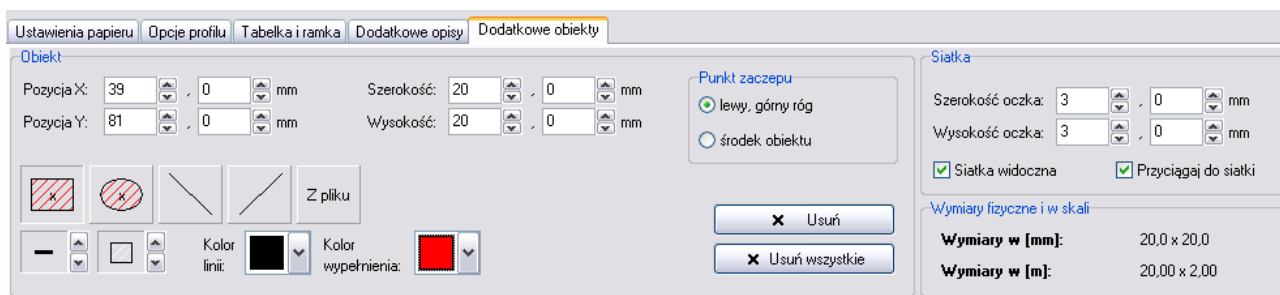 Ustawienia papieru Opcje profilu Tabelka i ramka Dodatkowe opisy Dodatkowe obiekty
Obiekt
Pozycja X: 39 , 0 mm Szerokość: 20 , 0 mm
Pozycja Y: 81 , 0 mm Wysokość: 20 , 0 mm
Punkt zaczepu
lewy, górny róg
środek obiektu
x x Z pliku
Kolor linii: Kolor wypełnienia:
Usuń
Usuń wszystkie
Siatka
Szerokość oczka: 3 , 0 mm
Wysokość oczka: 3 , 0 mm
Siatka widoczna Przyciągaj do siatki
Wymiary fizyczne i w skali
Wymiary w [mm]: 20,0 x 20,0
Wymiary w [m]: 20,00 x 2,00